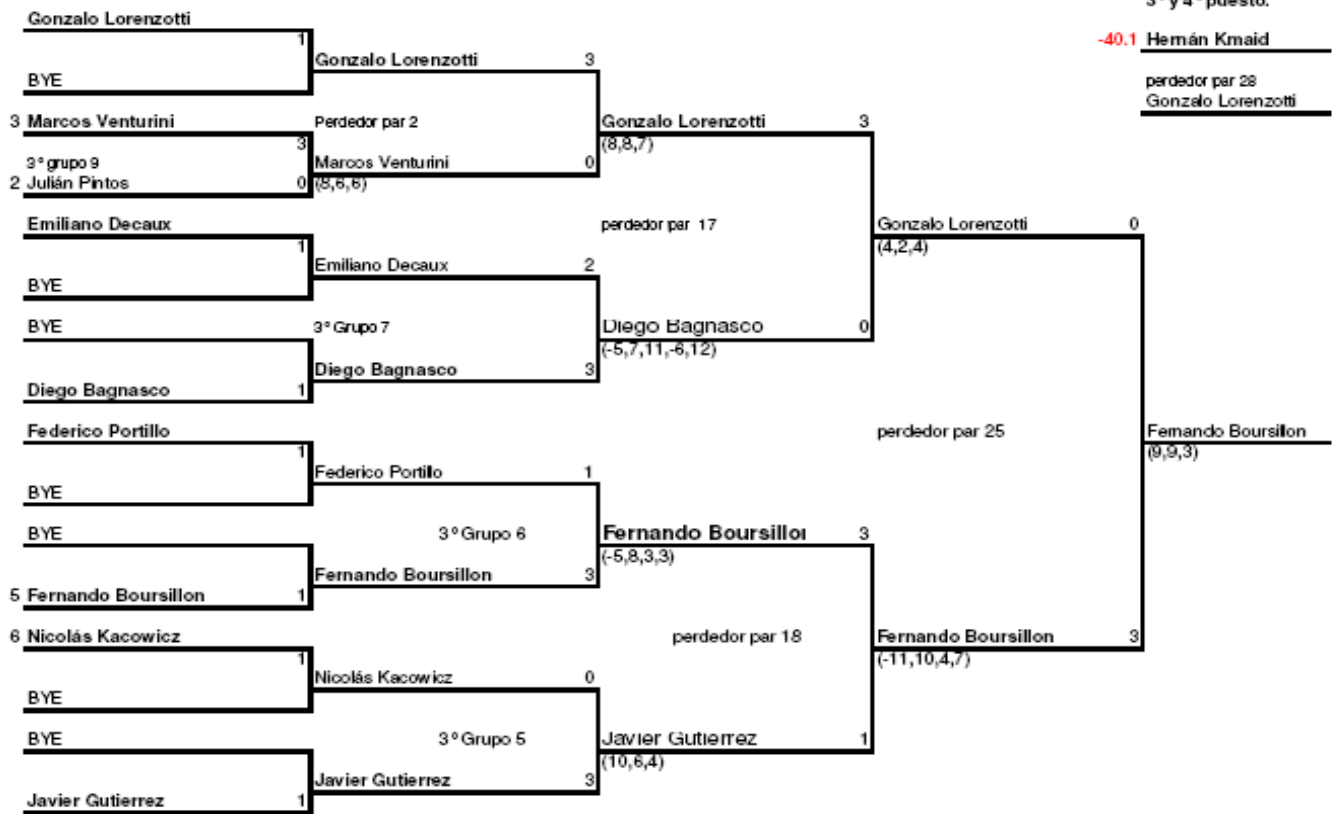 3º y 4º puesto.
Gonzalo Lorenzotti
1
-40.1 Hernán Kmaid
Gonzalo Lorenzotti 3
BYE
perdedor par 28
Gonzalo Lorenzotti
3 Marcos Venturini
Perdedor par 2
Gonzalo Lorenzotti 3
3
(8,8,7)
3º grupo 9
Marcos Venturini 0
2 Julián Pintos 0
(8,6,6)
Emiliano Decaux
perdedor par 17
Gonzalo Lorenzotti 0
1
(4,2,4)
Emiliano Decaux 2
BYE
BYE
3º Grupo 7
Diego Bagnasco 0
(-5,7,11,-6,12)
Diego Bagnasco 3
Diego Bagnasco 1
Federico Portillo
perdedor par 25
Fernando Boursillon
1
(9,9,3)
Federico Portillo 1
BYE
BYE
3º Grupo 6
Fernando Boursillon 3
(-5,8,3,3)
Fernando Boursillon 3
5 Fernando Boursillon 1
6 Nicolás Kacowicz
perdedor par 18
Fernando Boursillon 3
1
(-11,10,4,7)
Nicolás Kacowicz 0
BYE
BYE
3º Grupo 5
Javier Gutierrez 1
(10,6,4)
Javier Gutierrez 3
Javier Gutierrez 1